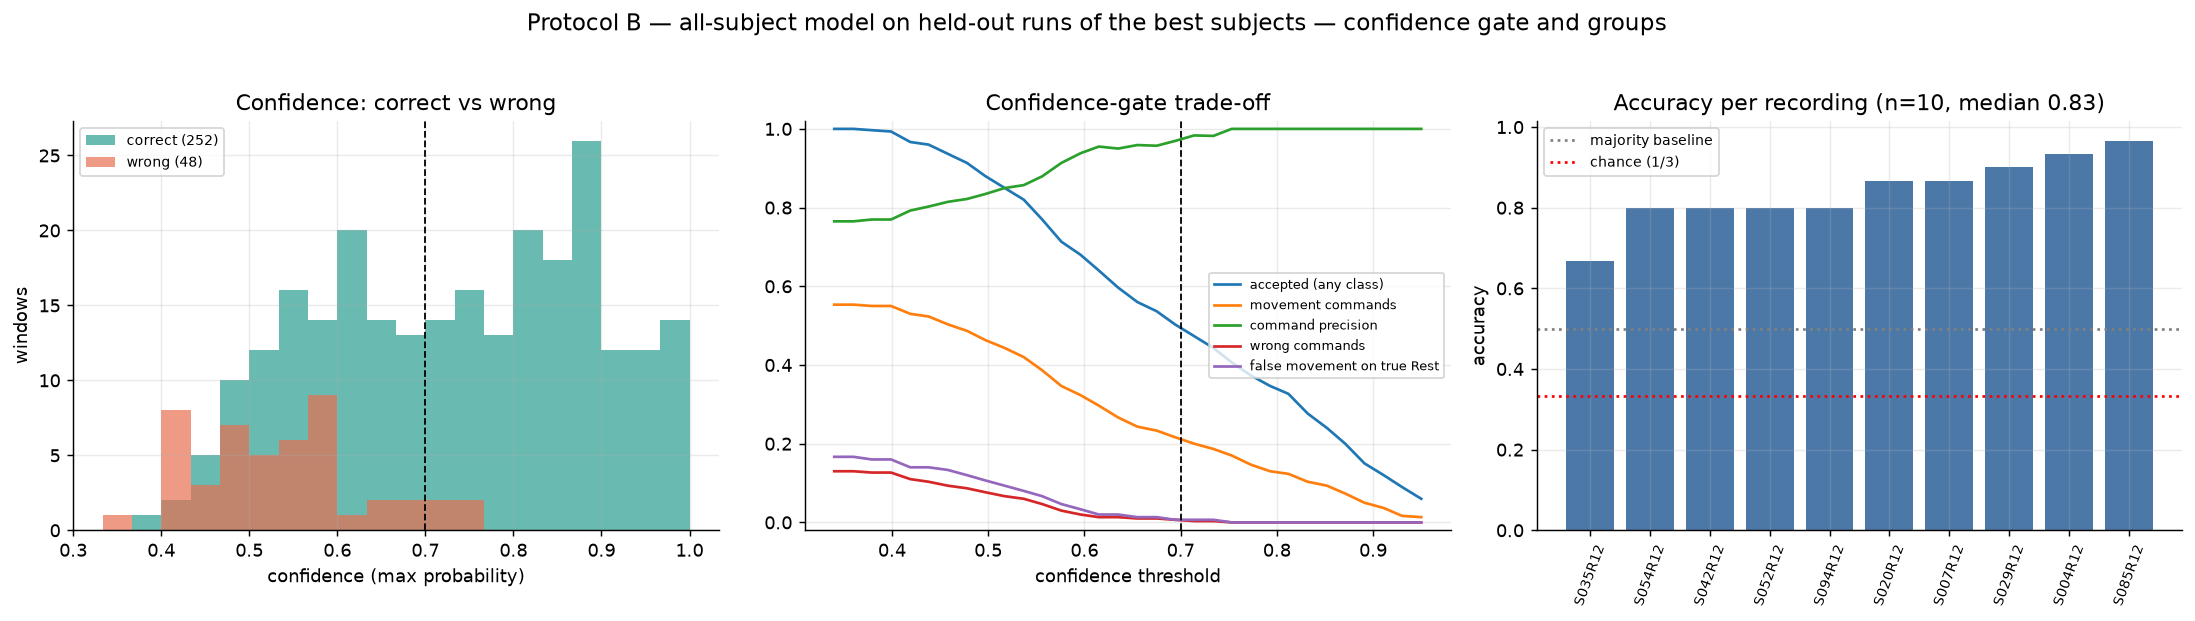 Protocol B — all-subject model on held-out runs of the best subjects — confidence gate and groups
Confidence: correct vs wrong
correct (252)
wrong (48)
windows
25
20
15
10
5
0
0.3 0.4 0.5 0.6 0.7 0.8 0.9 1.0
confidence (max probability)
Confidence-gate trade-off
1.0
0.8
0.6
0.4
0.2
0.0
accepted (any class)
movement commands
command precision
wrong commands
false movement on true Rest
0.4 0.5 0.6 0.7 0.8 0.9
confidence threshold
Accuracy per recording (n=10, median 0.83)
majority baseline
chance (1/3)
accuracy
1.0
0.8
0.6
0.4
0.2
0.0
S035R12 S054R12 S042R12 S052R12 S094R12 S020R12 S007R12 S029R12 S004R12 S085R12